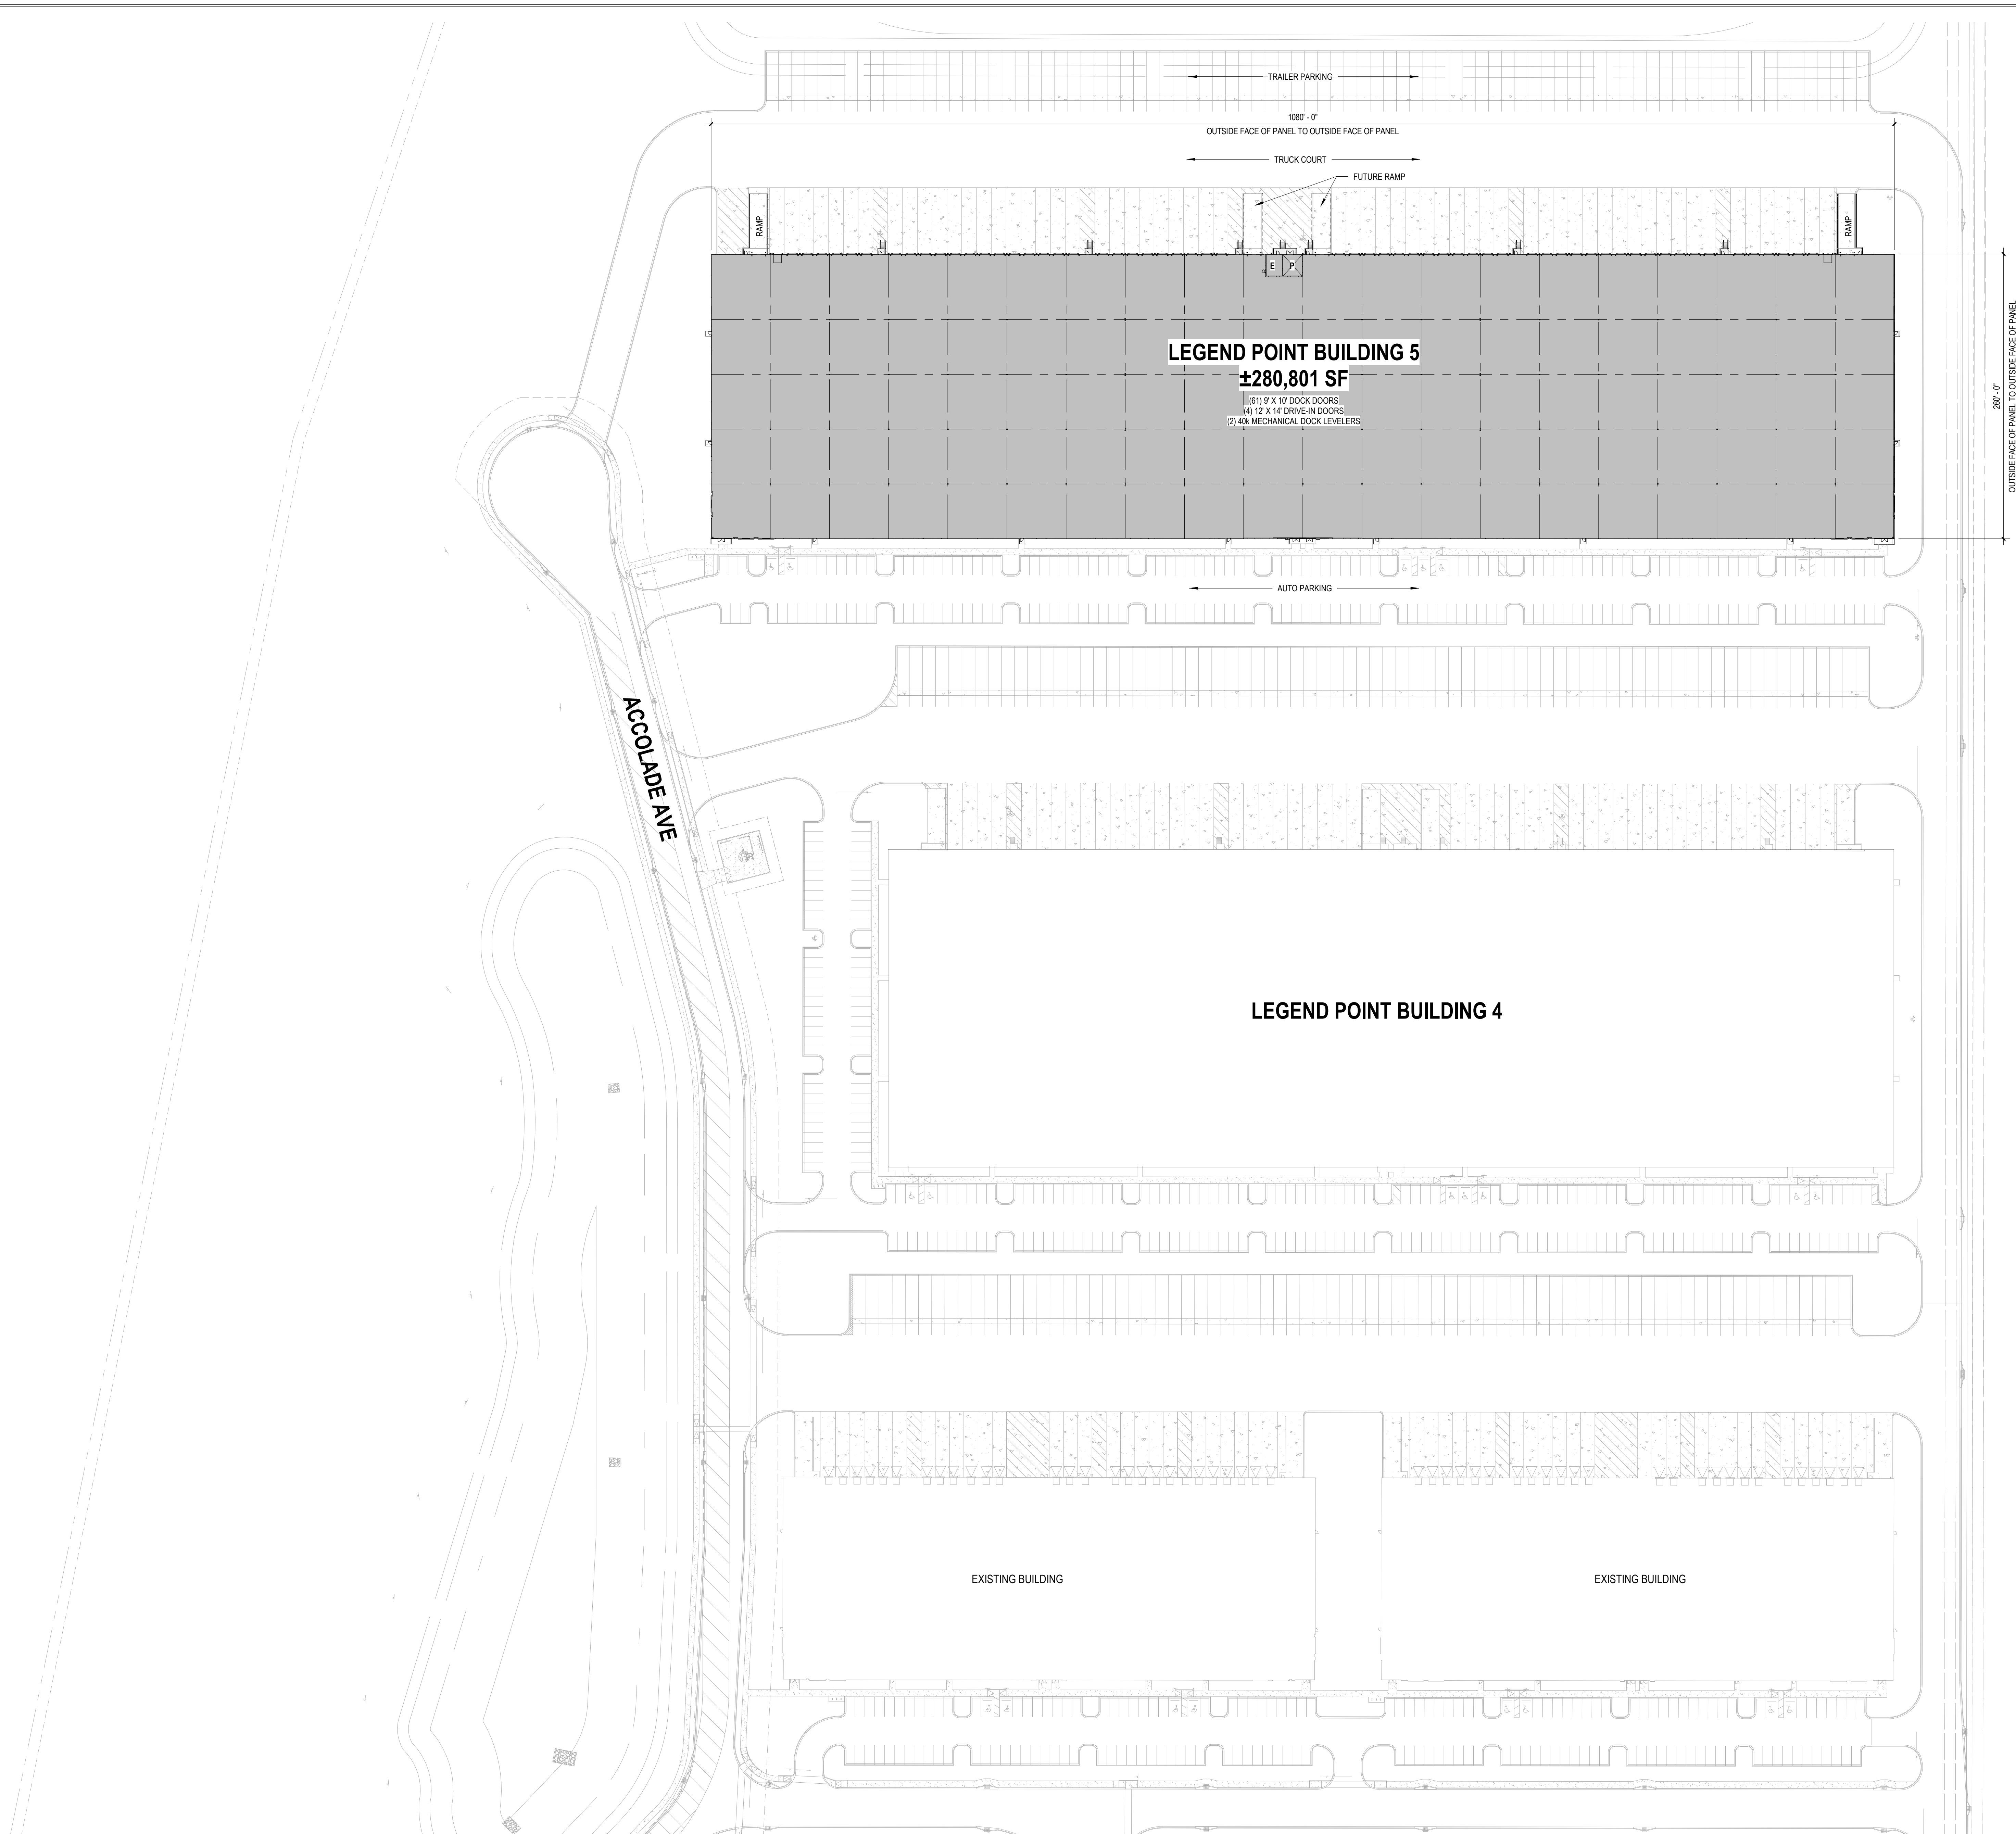 TRAILER PARKING
1080' - 0"
OUTSIDE FACE OF PANEL TO OUTSIDE FACE OF PANEL
TRUCK COURT
FUTURE RAMP
RAMP
RAMP
E P
LEGEND POINT BUILDING 5
±280,801 SF
(61) 9' X 10' DOCK DOORS
(4) 12' X 14' DRIVE-IN DOORS
(2) 40k MECHANICAL DOCK LEVELERS
260' - 0"
OUTSIDE FACE OF PANEL TO OUTSIDE FACE OF PANEL
AUTO PARKING
ACCOLADE AVE
LEGEND POINT BUILDING 4
EXISTING BUILDING
EXISTING BUILDING